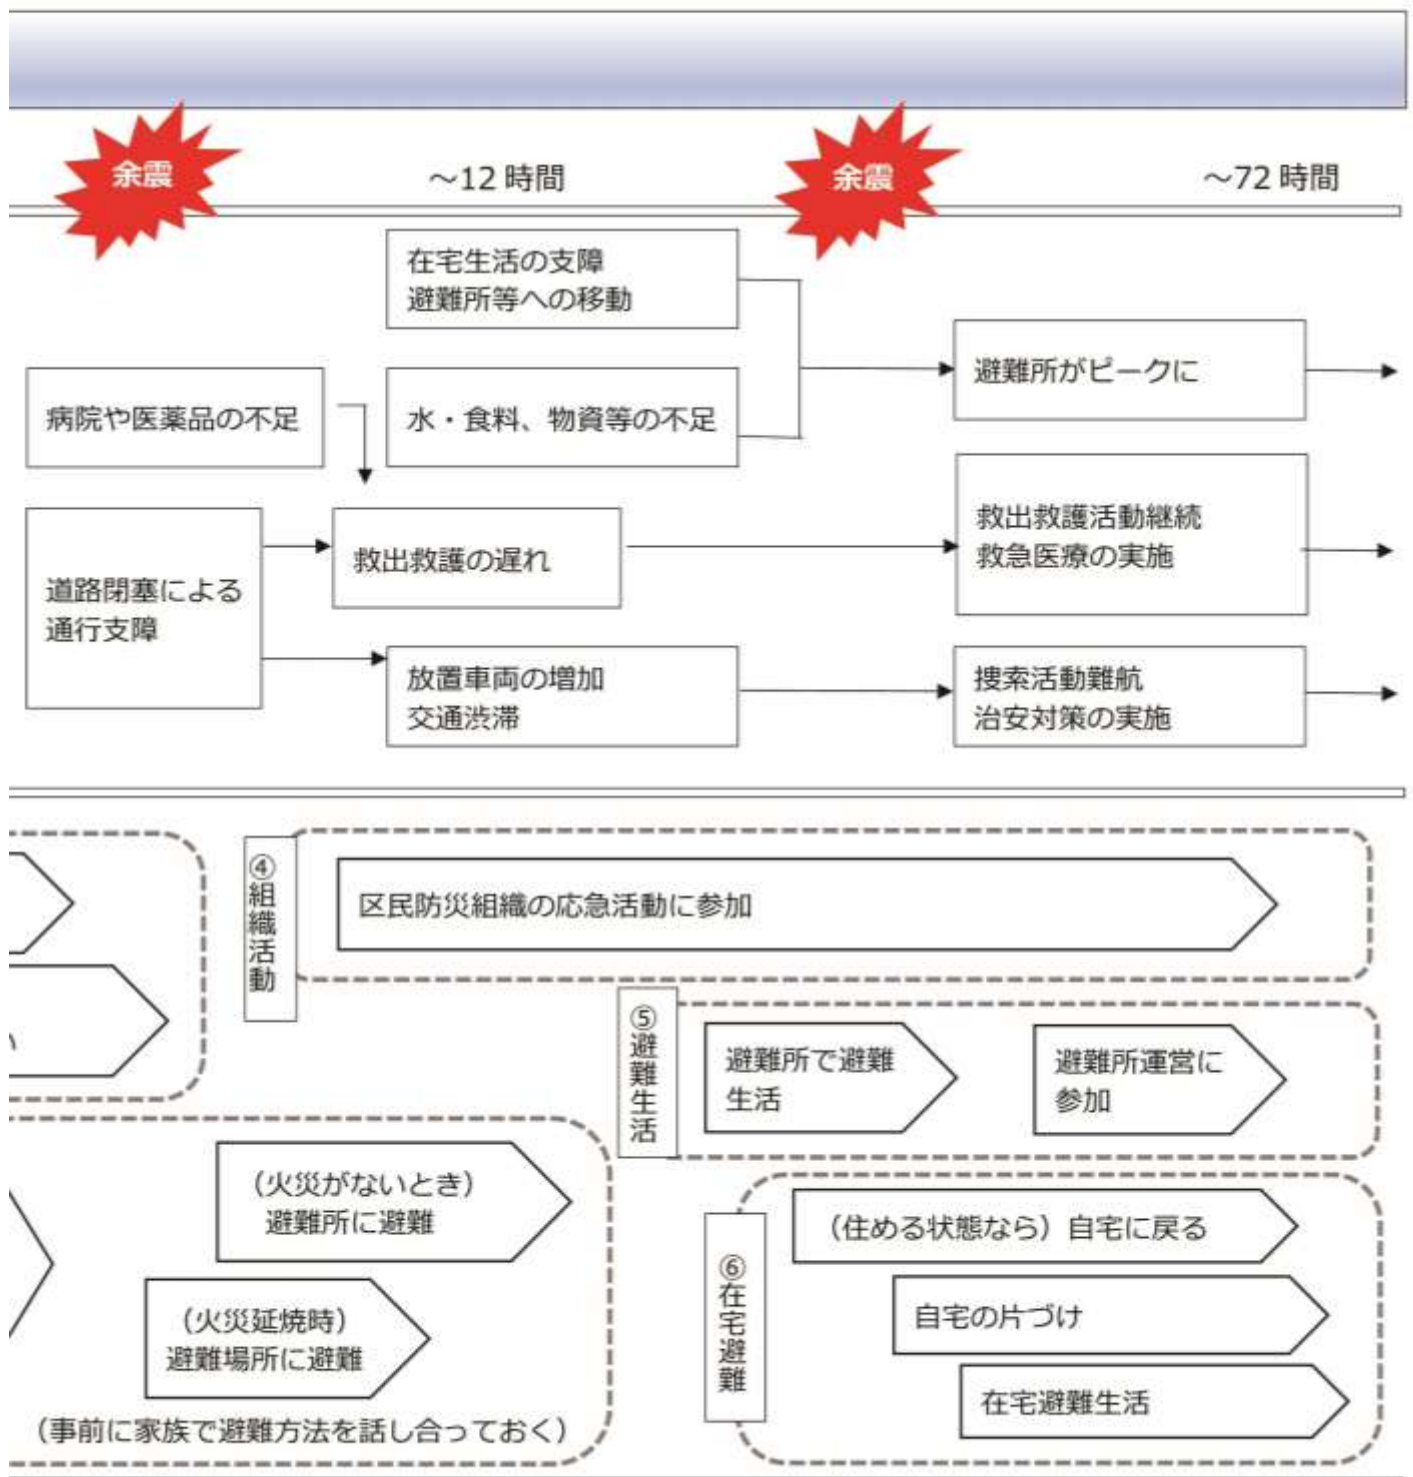 余震
～12 時間
余震
～72 時間
在宅生活の支障
避難所等への移動
避難所がピークに
病院や医薬品の不足
水・食料、物資等の不足
道路閉塞による
通行支障
救出救護の遅れ
救出救護活動継続
救急医療の実施
放置車両の増加
交通渋滞
捜索活動難航
治安対策の実施
④組織活動
区民防災組織の応急活動に参加
⑤避難生活
避難所で避難
生活
避難所運営に
参加
（火災がないとき）
避難所に避難
（火災延焼時）
避難場所に避難
（事前に家族で避難方法を話し合っておく）
⑥在宅避難
（住める状態なら）自宅に戻る
自宅の片づけ
在宅避難生活